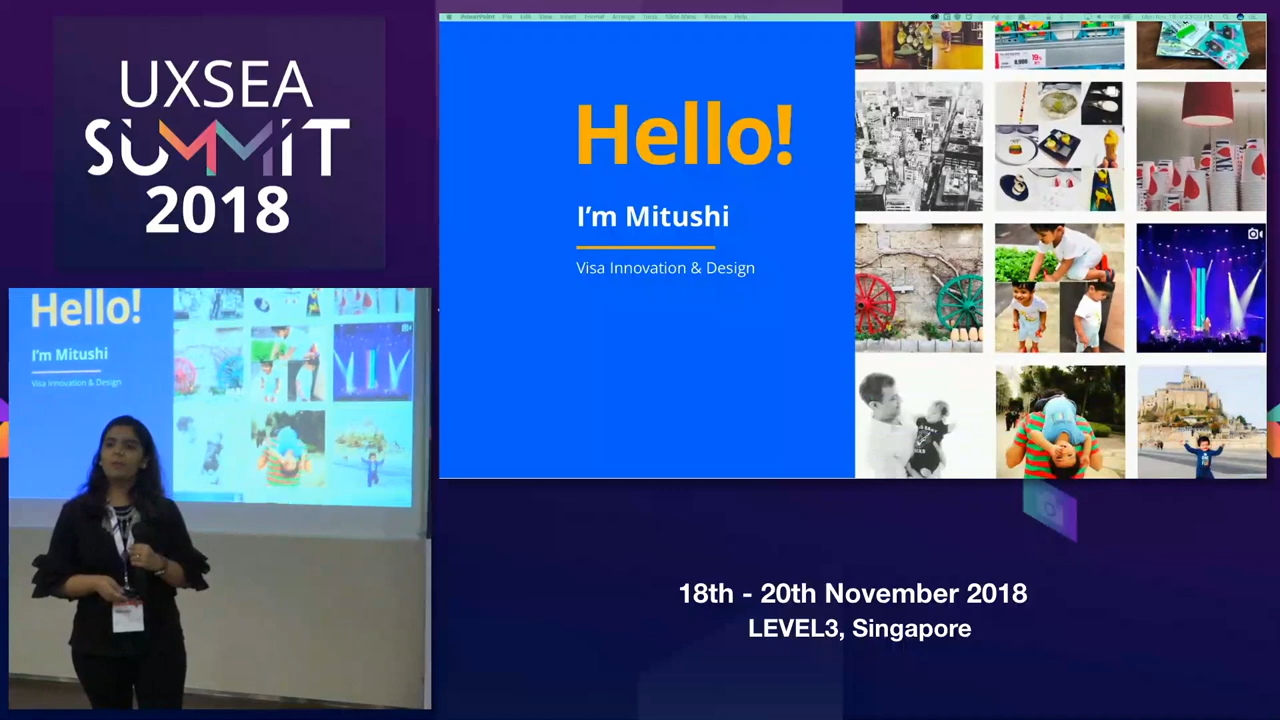 UXSEA
SUMMIT
2018
Hello!
I'm Mitushi
Visa Innovation & Design
Hello!
I'm Mitushi
Visa Innovation & Design
18th - 20th November 2018
LEVEL3, Singapore